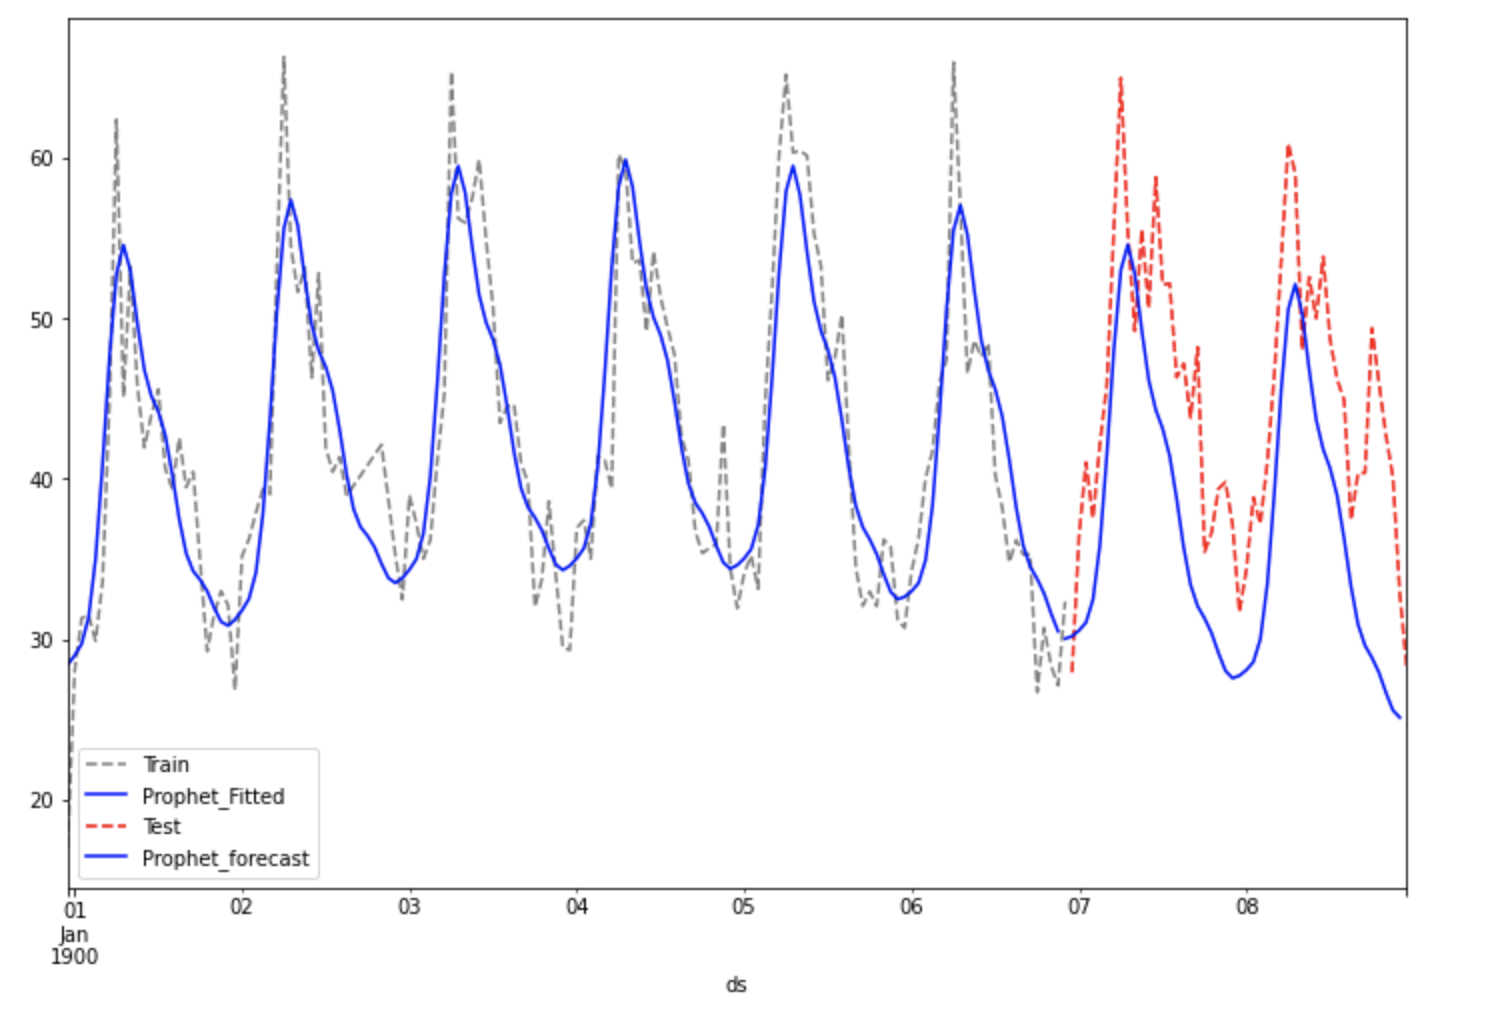 60
50
40
30
20
Train
Prophet_Fitted
Test
Prophet_forecast
01 02 03 04 05 06 07 08
Jan
1900
ds